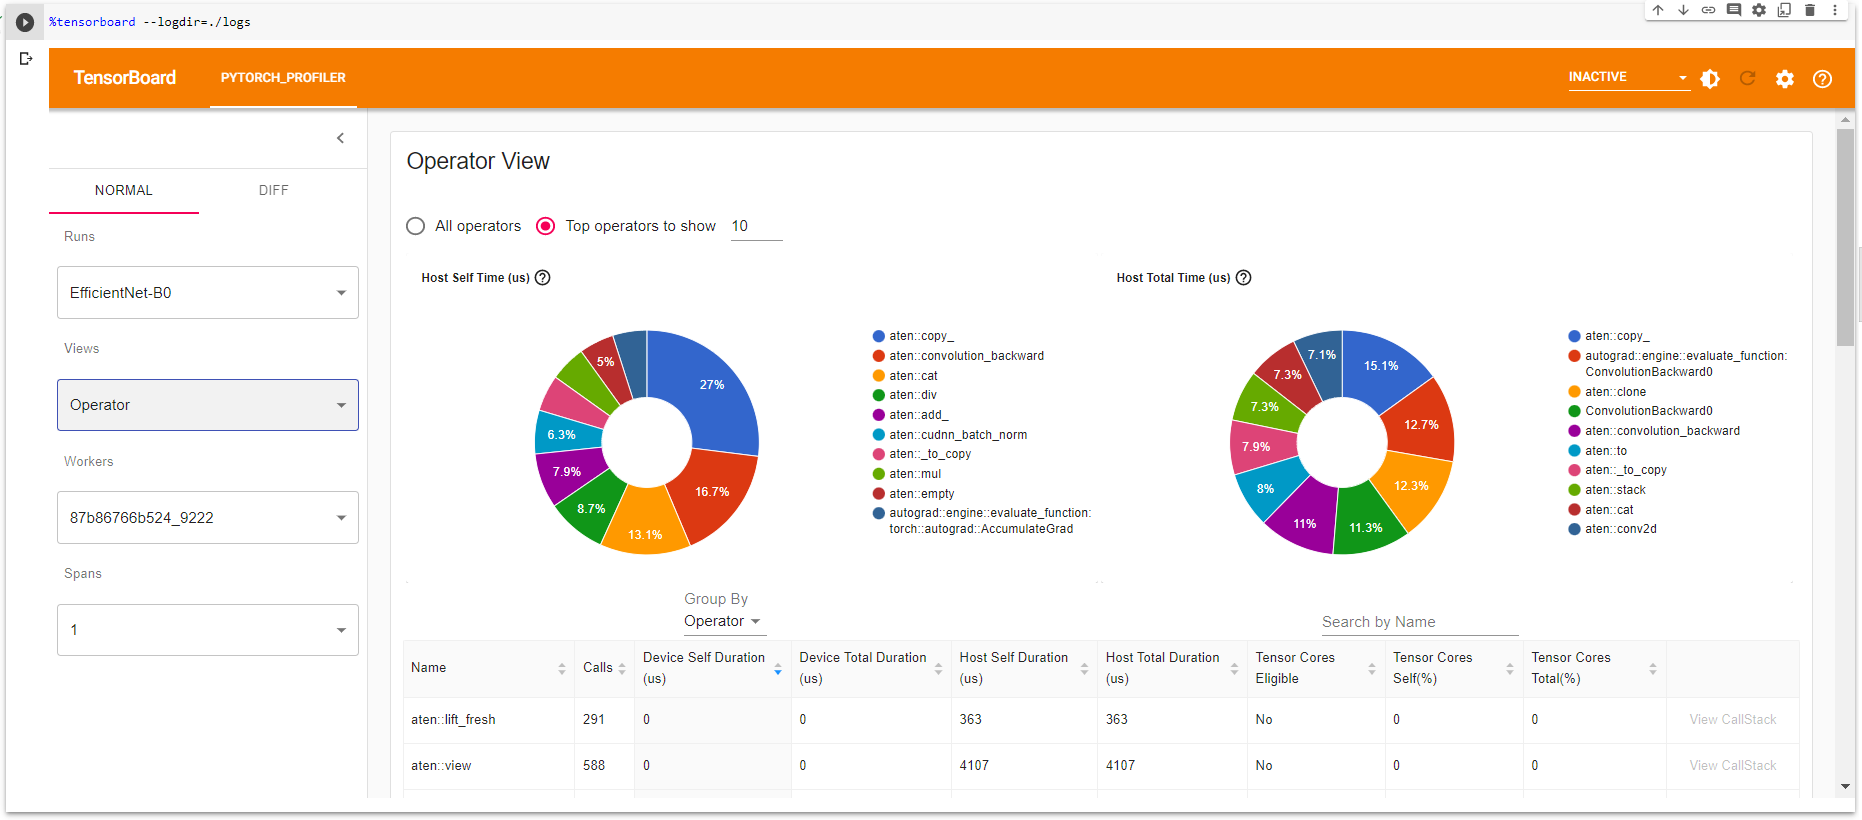 %tensorboard --logdir=./logs
TensorBoard
PYTORCH_PROFILER
INACTIVE
NORMAL
DIFF
Runs
EfficientNet-B0
Views
Operator
Workers
87b86766b524_9222
Spans
1
Operator View
All operators
Top operators to show
10
Host Self Time (us)
27%
16.7%
13.1%
8.7%
7.9%
6.3%
5%
aten::copy_
aten::convolution_backward
aten::cat
aten::div
aten::add_
aten::cudnn_batch_norm
aten::_to_copy
aten::mul
aten::empty
autograd::engine::evaluate_function:
torch::autograd::AccumulateGrad
Host Total Time (us)
15.1%
12.7%
12.3%
11.3%
11%
8%
7.9%
7.3%
7.3%
7.1%
aten::copy_
autograd::engine::evaluate_function:
ConvolutionBackward0
aten::clone
ConvolutionBackward0
aten::convolution_backward
aten::to
aten::_to_copy
aten::stack
aten::cat
aten::conv2d
Group By
Operator
Search by Name
Name
Calls
Device Self Duration
(us)
Device Total Duration
(us)
Host Self Duration
(us)
Host Total Duration
(us)
Tensor Cores
Eligible
Tensor Cores
Self(%)
Tensor Cores
Total(%)
aten::lift_fresh 291 0 0 363 363 No 0 0 View CallStack
aten::view 588 0 0 4107 4107 No 0 0 View CallStack